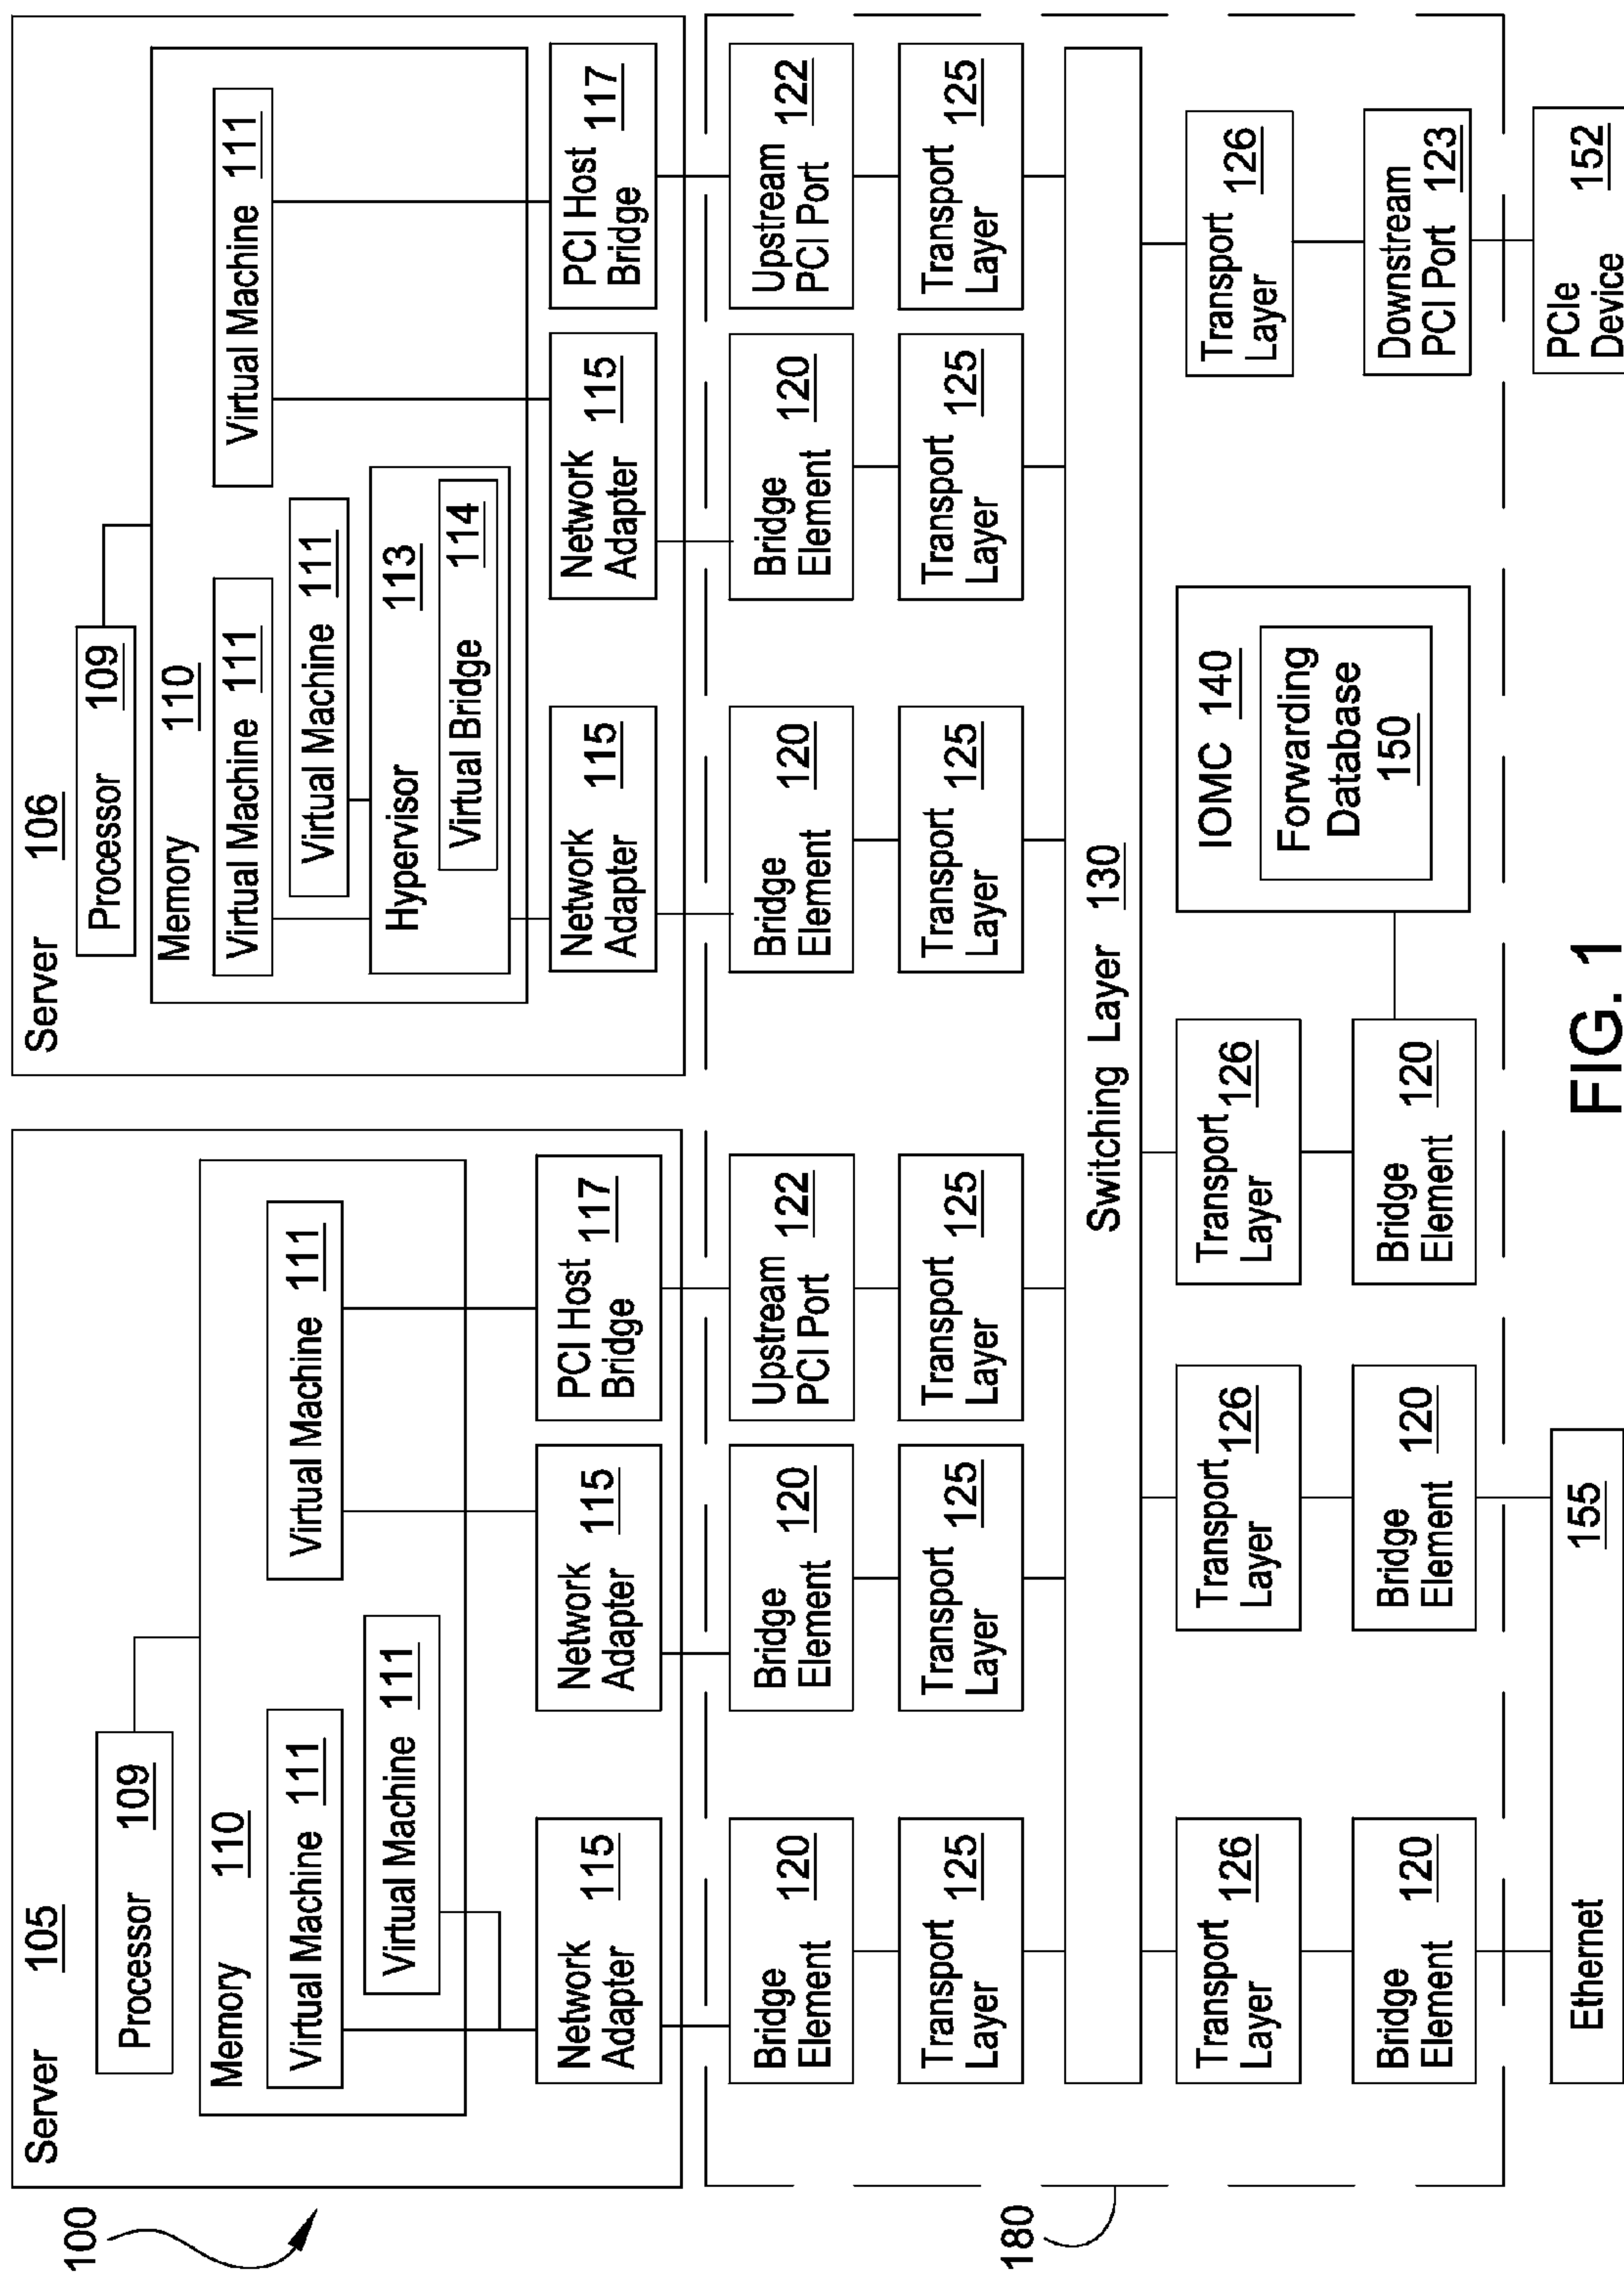 100
Server 105
Processor 109
Memory 110
Virtual Machine 111
Virtual Machine 111
Virtual Machine 111
Network
Adapter 115
Network
Adapter 115
PCI Host
Bridge 117
Server 106
Processor 109
Memory 110
Virtual Machine 111
Virtual Machine 111
Virtual Machine 111
Hypervisor 113
Virtual Bridge 114
Network
Adapter 115
Network
Adapter 115
PCI Host
Bridge 117
180
Bridge
Element 120
Bridge
Element 120
Upstream
PCI Port 122
Bridge
Element 120
Bridge
Element 120
Upstream
PCI Port 122
Transport
Layer 125
Transport
Layer 125
Transport
Layer 125
Transport
Layer 125
Transport
Layer 125
Transport
Layer 125
Switching Layer 130
Transport
Layer 126
Transport
Layer 126
Transport
Layer 126
IOMC 140
Forwarding
Database
150
Transport
Layer 126
Bridge
Element 120
Bridge
Element 120
Bridge
Element 120
Downstream
PCI Port 123
Ethernet 155
PCIe
Device 152
FIG. 1